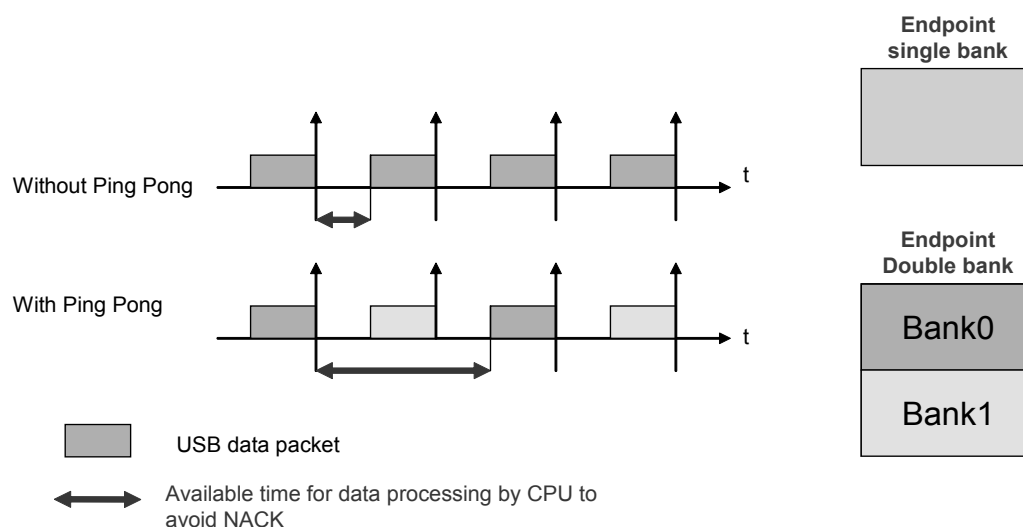 Endpoint
single bank
Without Ping Pong
t
Endpoint
Double bank
With Ping Pong
t
Bank0
Bank1
USB data packet
Available time for data processing by CPU to
avoid NACK